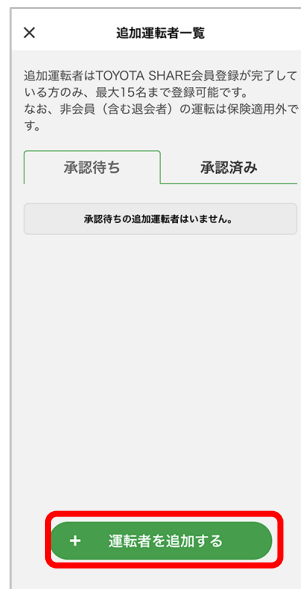 × 追加運転者一覧
追加運転者はTOYOTA SHARE会員登録が完了して
いる方のみ、最大15名まで登録可能です。
なお、非会員（含む退会者）の運転は保険適用外で
す。
承認待ち 承認済み
承認待ちの追加運転者はいません。
+ 運転者を追加する